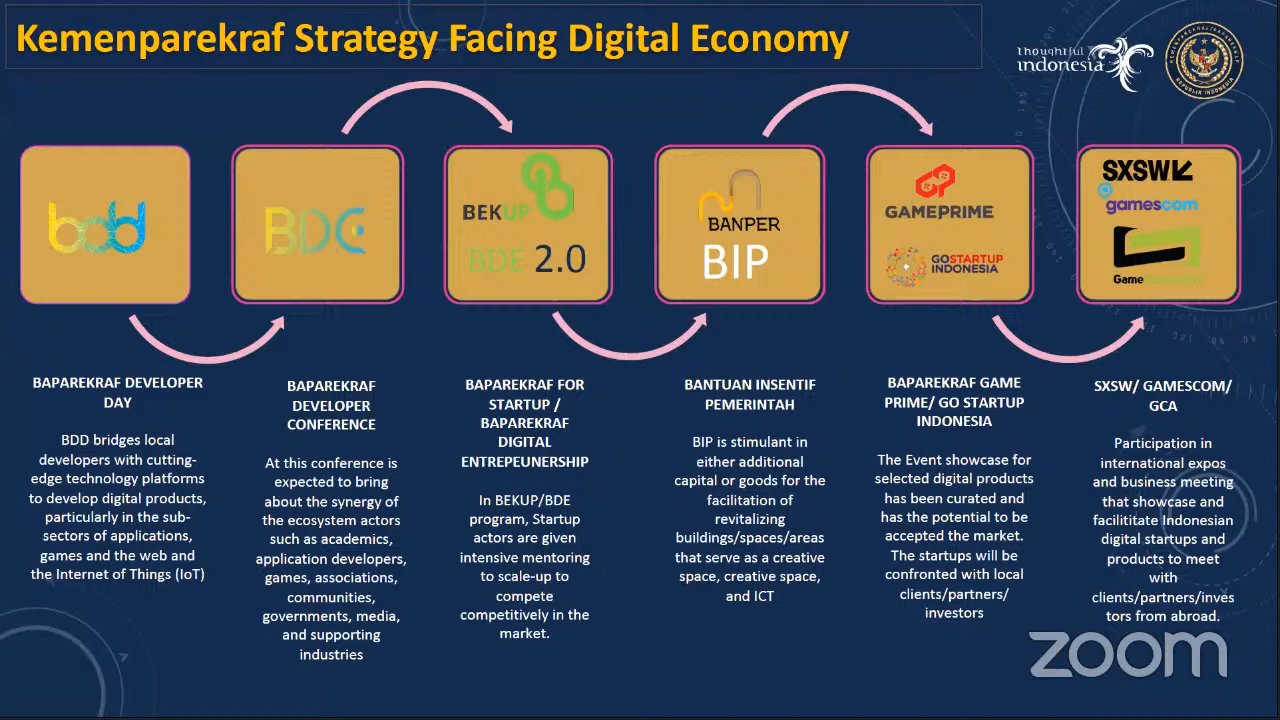 Kemenparekraf Strategy Facing Digital Economy
thoughtful
indonesia
bdd
BDC
BEKUP
BDE 2.0
BANPER
BIP
GAMEPRIME
GOSTARTUP
INDONESIA
SXSW
gamescom
Game
BAPAREKRAF DEVELOPER
DAY
BDD bridges local
developers with cutting-
edge technology platforms
to develop digital products,
particularly in the sub-
sectors of applications,
games and the web and
the Internet of Things (IoT)
BAPAREKRAF
DEVELOPER
CONFERENCE
At this conference is
expected to bring
about the synergy of
the ecosystem actors
such as academics,
application developers,
games, associations,
communities,
governments, media,
and supporting
industries
BAPAREKRAF FOR
STARTUP /
BAPAREKRAF
DIGITAL
ENTREPEUNERSHIP
In BEKUP/BDE
program, Startup
actors are given
intensive mentoring
to scale-up to
compete
competitively in the
market.
BANTUAN INSENTIF
PEMERINTAH
BIP is stimulant in
either additional
capital or goods for the
facilitation of
revitalizing
buildings/spaces/areas
that serve as a creative
space, creative space,
and ICT
BAPAREKRAF GAME
PRIME/ GO STARTUP
INDONESIA
The Event showcase for
selected digital products
has been curated and
has the potential to be
accepted the market.
The startups will be
confronted with local
clients/partners/
investors
SXSW/ GAMESCOM/
GCA
Participation in
international expos
and business meeting
that showcase and
facilititate Indonesian
digital startups and
products to meet
with
clients/partners/inves
tors from abroad.
zoom